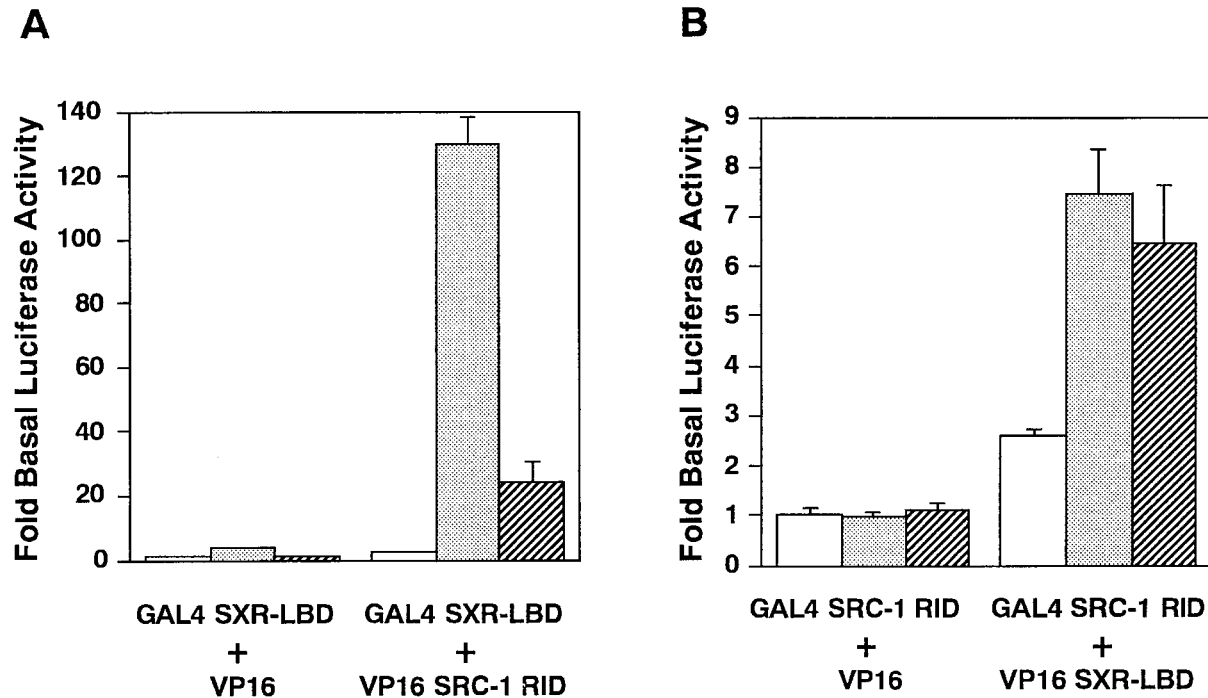 A
Fold Basal Luciferase Activity
140
120
100
80
60
40
20
0
GAL4 SXR-LBD
+
VP16
GAL4 SXR-LBD
+
VP16 SRC-1 RID
B
Fold Basal Luciferase Activity
9
8
7
6
5
4
3
2
1
0
GAL4 SRC-1 RID
+
VP16
GAL4 SRC-1 RID
+
VP16 SXR-LBD